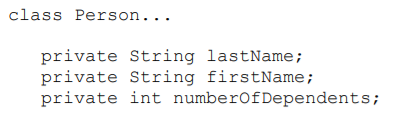 class Person...
private String lastName;
private String firstName;
private int numberOfDependents;